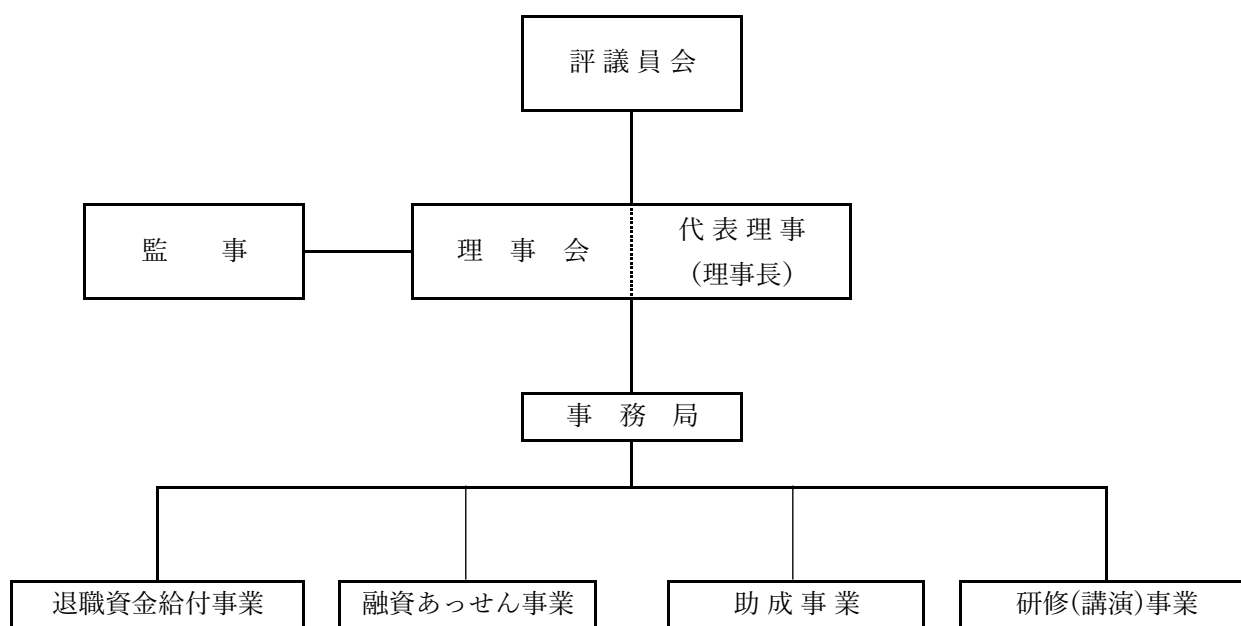 評 議 員 会
監　　事
理　事　会
代 表 理 事
(理事長)
事　務　局
退職資金給付事業
融資あっせん事業
助 成 事 業
研修(講演)事業